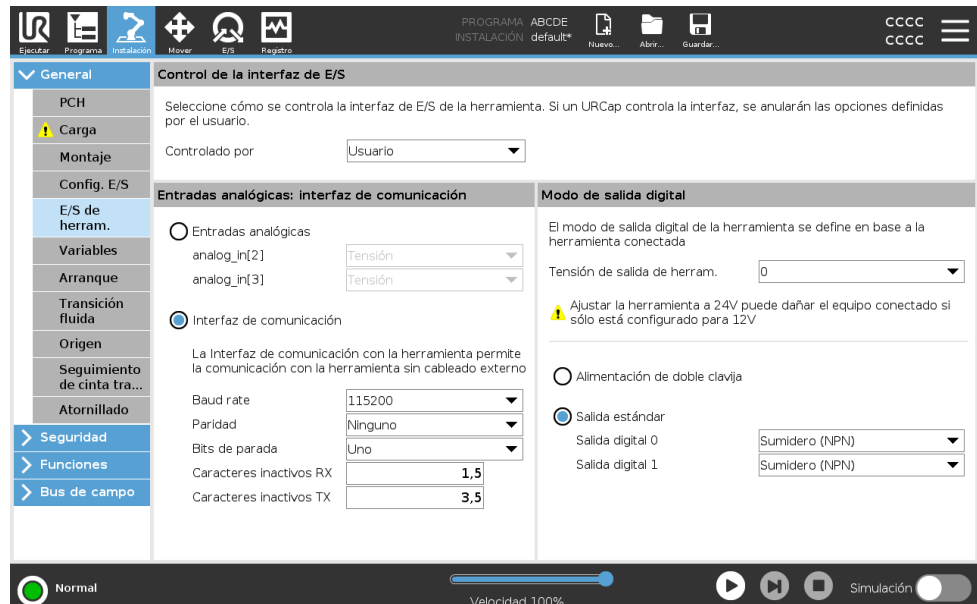 UR
Ejecutar
Programa
Instalación
Mover
E/S
Registro
PROGRAMA ABCDE
INSTALACIÓN default*
Nuevo...
Abrir...
Guardar...
CCCC
CCCC
General
PCH
Carga
Montaje
Config. E/S
E/S de
herram.
Variables
Arranque
Transición
fluida
Origen
Seguimiento
de cinta tra...
Atornillado
Seguridad
Funciones
Bus de campo
Control de la interfaz de E/S
Seleccione cómo se controla la interfaz de E/S de la herramienta. Si un URCap controla la interfaz, se anularán las opciones definidas
por el usuario.
Controlado por Usuario
Entradas analógicas: interfaz de comunicación
Entradas analógicas
analog_in[2] Tensión
analog_in[3] Tensión
Interfaz de comunicación
La Interfaz de comunicación con la herramienta permite
la comunicación con la herramienta sin cableado externo
Baud rate 115200
Paridad Ninguno
Bits de parada Uno
Caracteres inactivos RX 1,5
Caracteres inactivos TX 3,5
Modo de salida digital
El modo de salida digital de la herramienta se define en base a la
herramienta conectada
Tensión de salida de herram. 0
Ajustar la herramienta a 24V puede dañar el equipo conectado si
sólo está configurado para 12V
Alimentación de doble clavija
Salida estándar
Salida digital 0 Sumidero (NPN)
Salida digital 1 Sumidero (NPN)
Normal
Velocidad 100%
Simulación